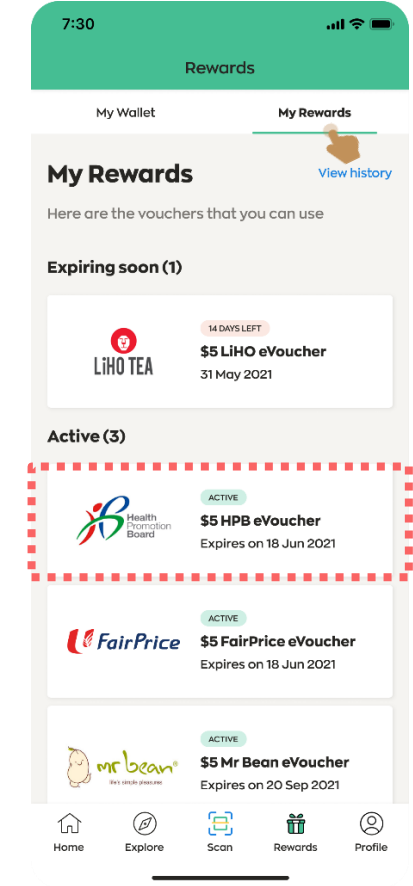 7:30
Rewards
My Wallet
My Rewards
My Rewards
View history
Here are the vouchers that you can use
Expiring soon (1)
14 DAYS LEFT
LiHO TEA
$5 LiHO eVoucher
31 May 2021
Active (3)
ACTIVE
Health
Promotion
Board
$5 HPB eVoucher
Expires on 18 Jun 2021
ACTIVE
FairPrice
$5 FairPrice eVoucher
Expires on 18 Jun 2021
ACTIVE
mr bean®
life's simple pleasures
$5 Mr Bean eVoucher
Expires on 20 Sep 2021
Home
Explore
Scan
Rewards
Profile